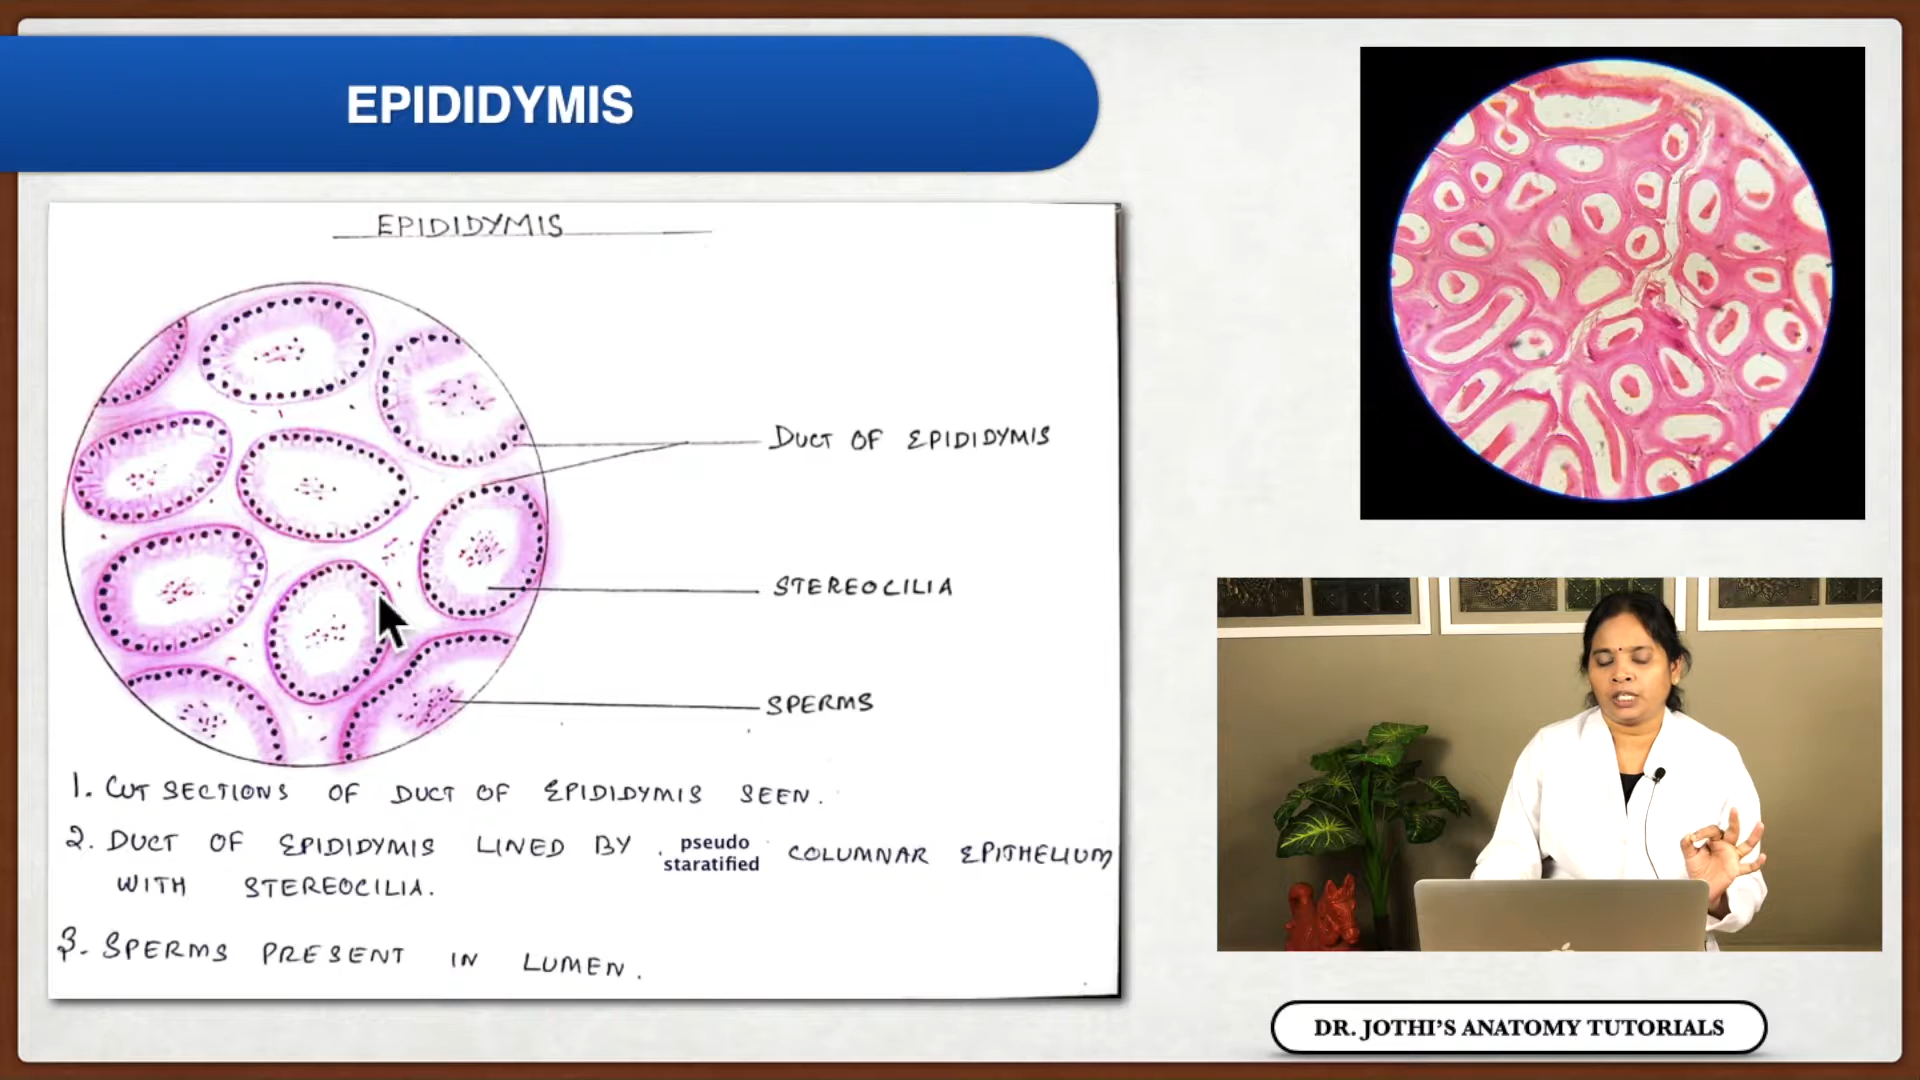 EPIDIDYMIS
EPIDIDYMIS
DUCT OF EPIDIDYMIS
STEREOCILIA
SPERMS
1. CUT SECTIONS OF DUCT OF EPIDIDYMIS SEEN.
2. DUCT OF EPIDIDYMIS LINED BY pseudo staratified COLUMNAR EPITHELIUM
WITH STEREOCILIA.
3. SPERMS PRESENT IN LUMEN.
DR. JOTHI'S ANATOMY TUTORIALS